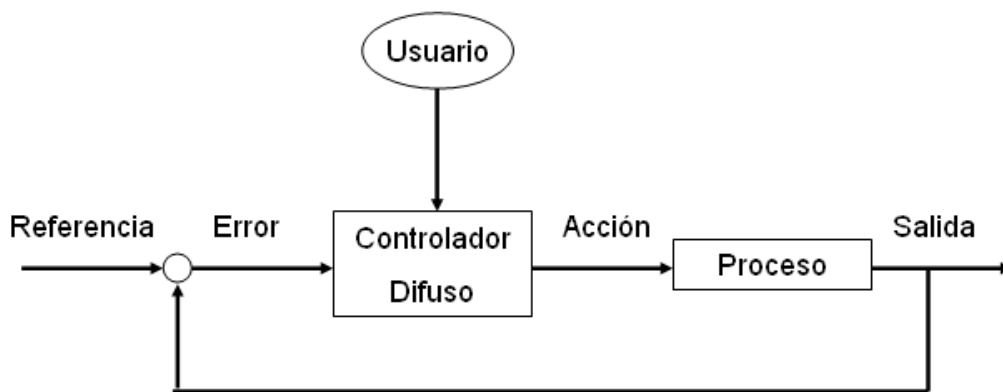 Usuario
Referencia
Error
Controlador
Difuso
Acción
Proceso
Salida